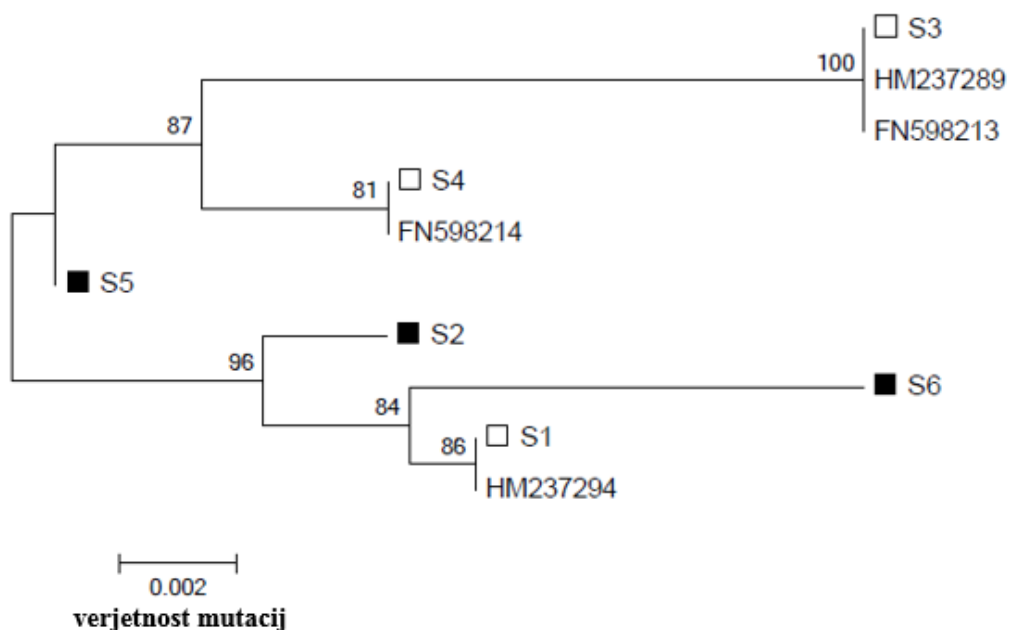 S3
100
HM237289
FN598213
87
81
S4
FN598214
S5
S2
96
S6
84
S1
86
HM237294
0.002
verjetnost mutacij